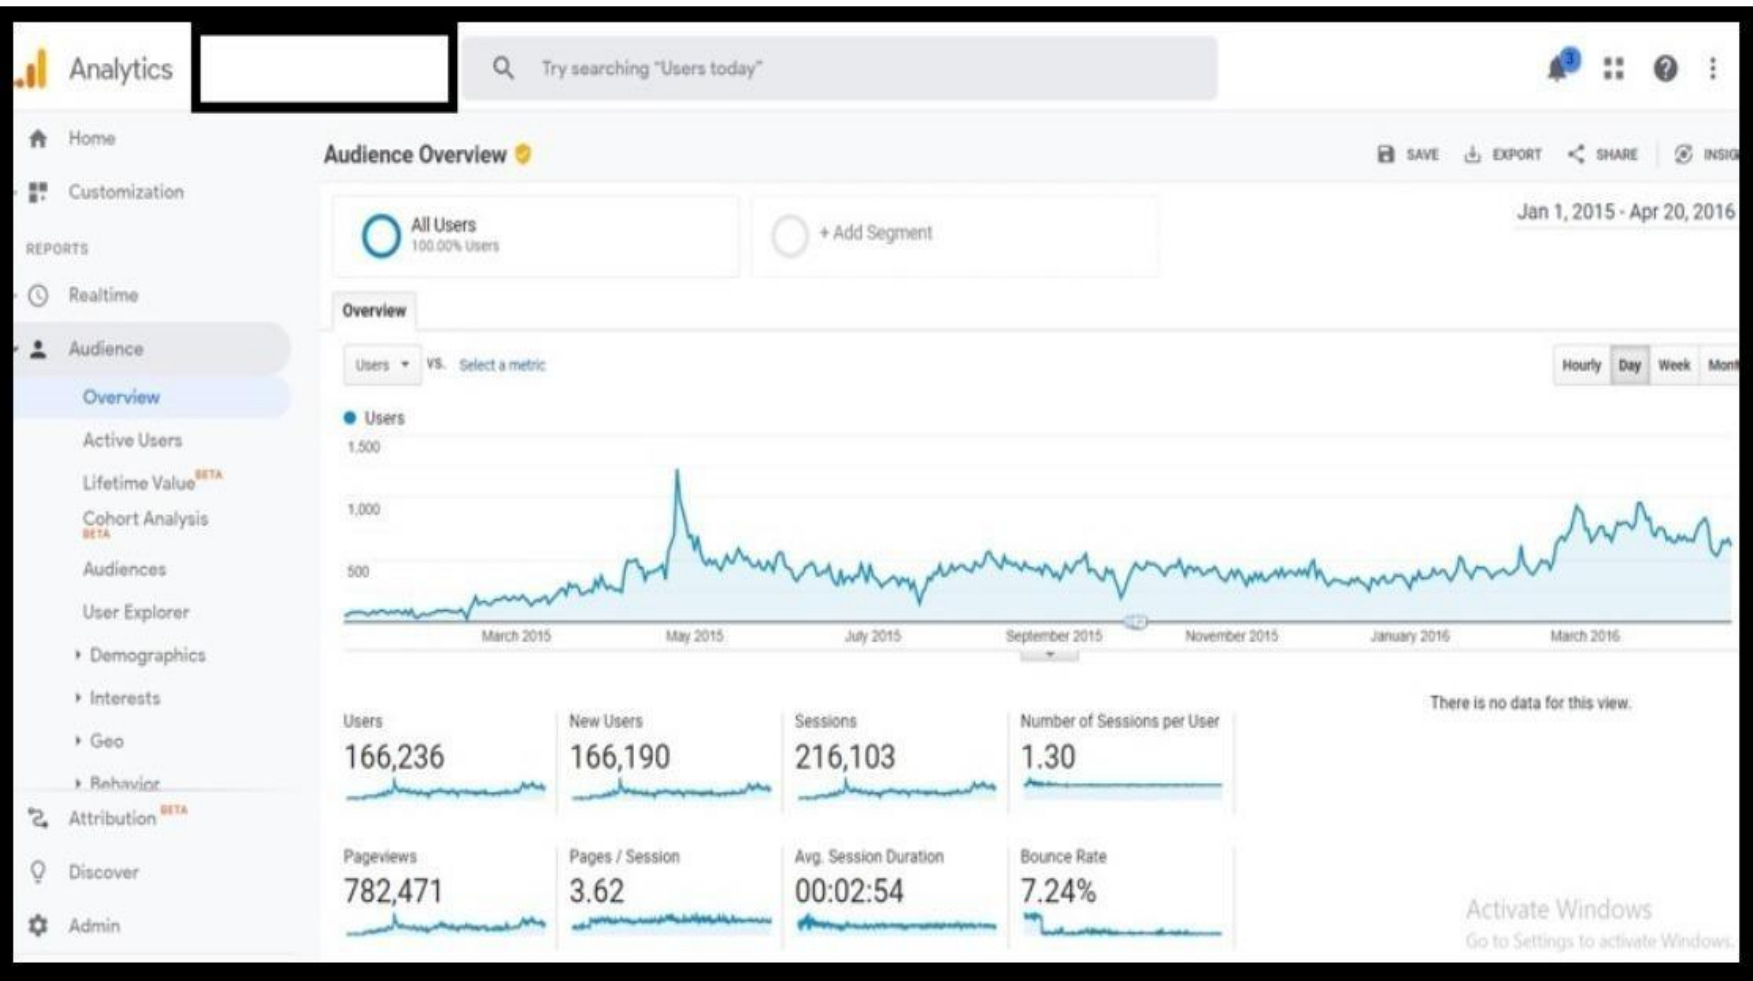 Analytics
Try searching "Users today"
3
Home
Customization
REPORTS
Realtime
Audience
Overview
Active Users
Lifetime Value BETA
Cohort Analysis
BETA
Audiences
User Explorer
Demographics
Interests
Geo
Behavior
Attribution BETA
Discover
Admin
Audience Overview
SAVE EXPORT SHARE INSIG
All Users
100.00% Users
+ Add Segment
Jan 1, 2015 - Apr 20, 2016
Overview
Users VS. Select a metric
Hourly Day Week Mont
Users
1,500
1,000
500
March 2015 May 2015 July 2015 September 2015 November 2015 January 2016 March 2016
There is no data for this view.
Users New Users Sessions Number of Sessions per User
166,236 166,190 216,103 1.30
Pageviews Pages / Session Avg. Session Duration Bounce Rate
782,471 3.62 00:02:54 7.24%
Activate Windows
Go to Settings to activate Windows.